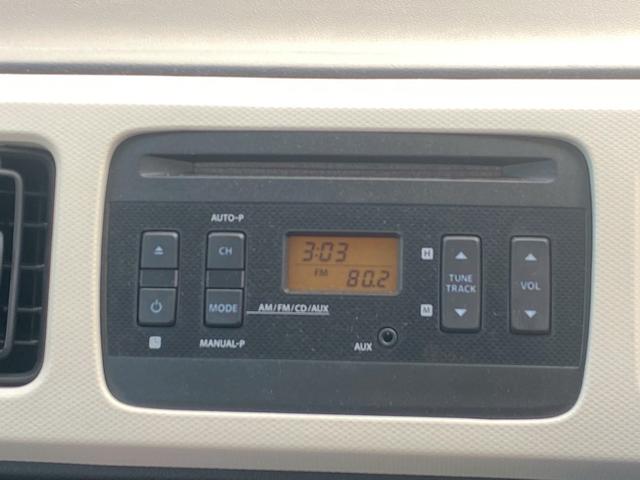 AUTO-P
CH
3:03
FM
80.2
H
TUNE
TRACK
VOL
MODE
AM/FM/CD/AUX
M
MANUAL-P
AUX